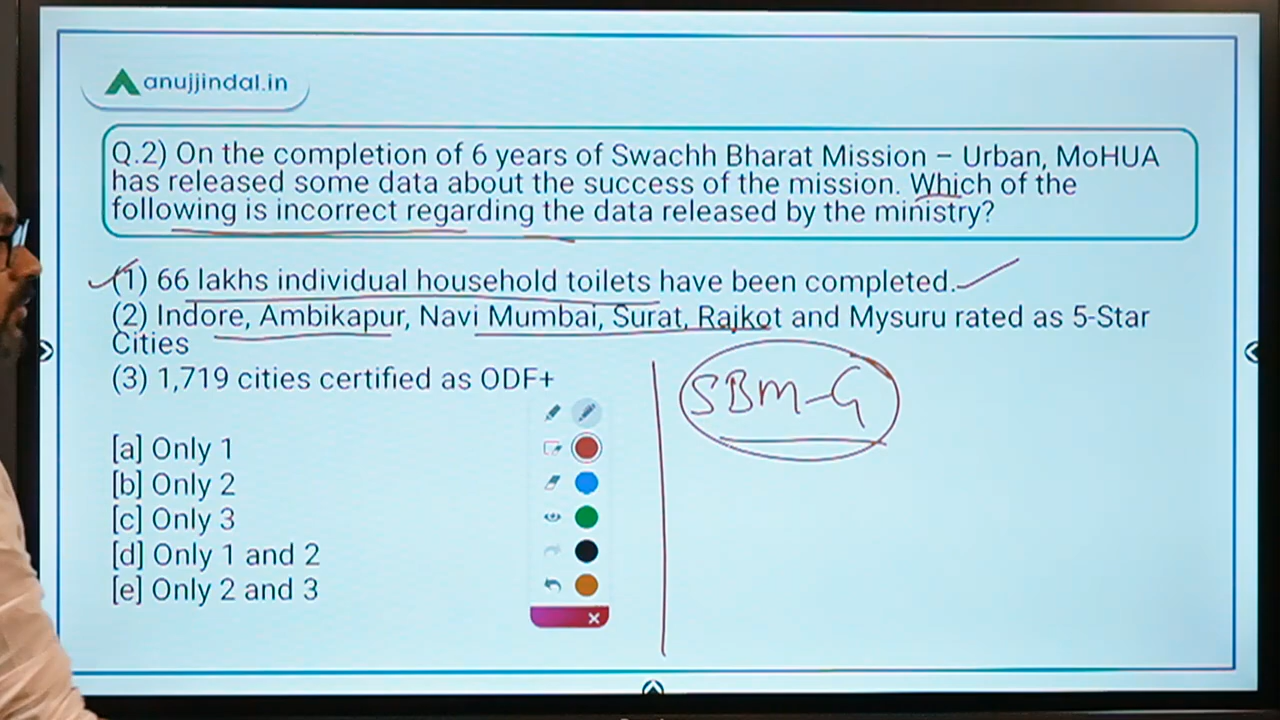 anujjindal.in
Q.2) On the completion of 6 years of Swachh Bharat Mission – Urban, MoHUA
has released some data about the success of the mission. Which of the
following is incorrect regarding the data released by the ministry?
(1) 66 lakhs individual household toilets have been completed.
(2) Indore, Ambikapur, Navi Mumbai, Surat, Rajkot and Mysuru rated as 5-Star
Cities
(3) 1,719 cities certified as ODF+
SBM-G
[a] Only 1
[b] Only 2
[c] Only 3
[d] Only 1 and 2
[e] Only 2 and 3